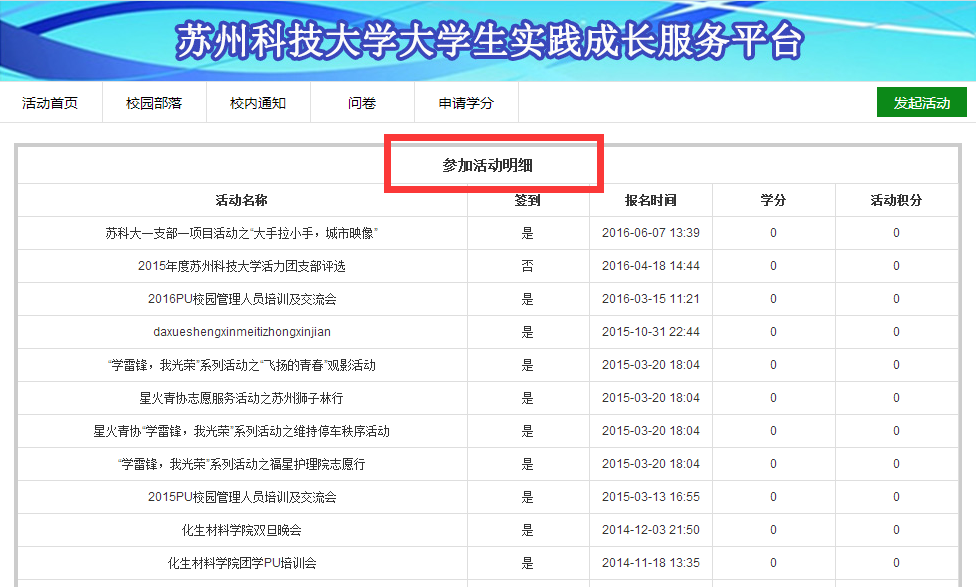 苏州科技大学大学生实践成长服务平台
活动首页 校园部落 校内通知 问卷 申请学分 发起活动
参加活动明细
活动名称 签到 报名时间 学分 活动积分
苏科大一支部一项目活动之“大手拉小手，城市映像” 是 2016-06-07 13:39 0 0
2015年度苏州科技大学活力团支部评选 否 2016-04-18 14:44 0 0
2016PU校园管理人员培训及交流会 是 2016-03-15 11:21 0 0
daxueshengxinmeitizhongxinjian 是 2015-10-31 22:44 0 0
“学雷锋，我光荣”系列活动之“飞扬的青春”观影活动 是 2015-03-20 18:04 0 0
星火青协志愿服务活动之苏州狮子林行 是 2015-03-20 18:04 0 0
星火青协“学雷锋，我光荣”系列活动之维持停车秩序活动 是 2015-03-20 18:04 0 0
“学雷锋，我光荣”系列活动之福星护理院志愿行 是 2015-03-20 18:04 0 0
2015PU校园管理人员培训及交流会 是 2015-03-13 16:55 0 0
化生材料学院双旦晚会 是 2014-12-03 21:50 0 0
化生材料学院团学PU培训会 是 2014-11-18 13:35 0 0